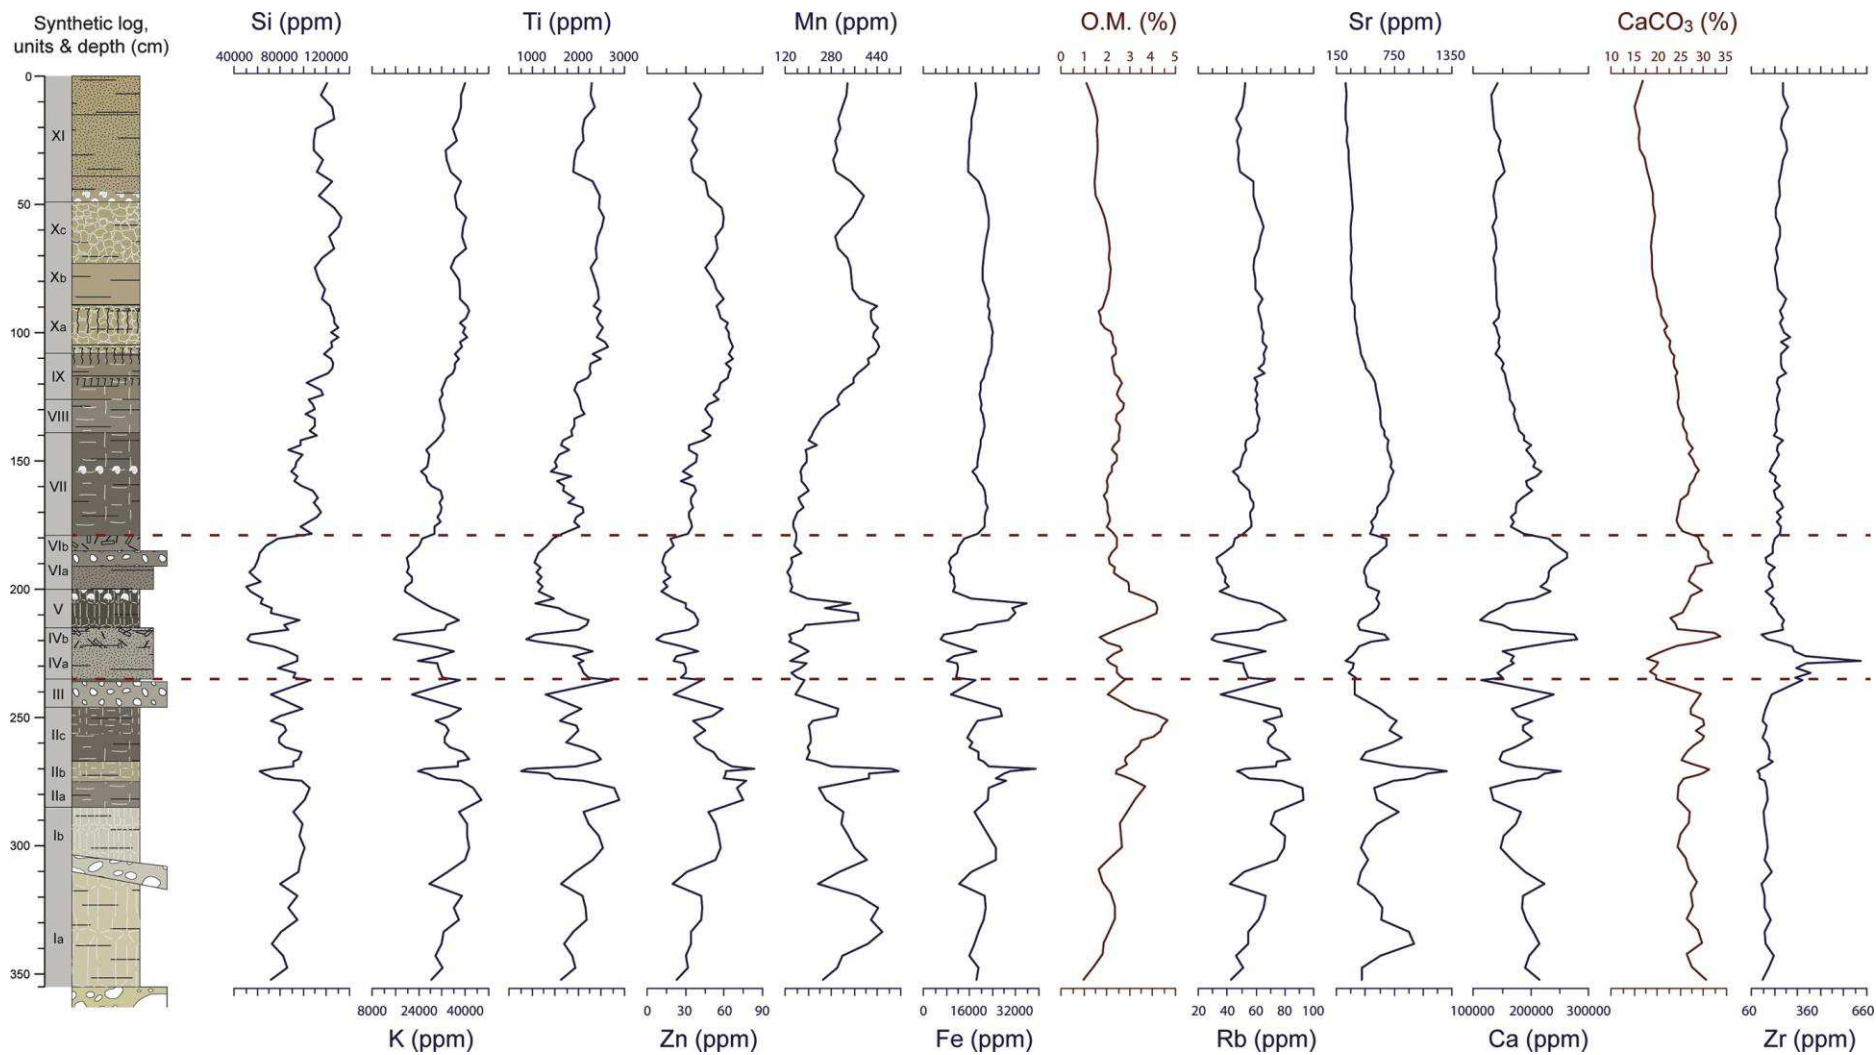 Synthetic log,
units & depth (cm)
Si (ppm)
Ti (ppm)
Mn (ppm)
O.M. (%)
Sr (ppm)
CaCO₃ (%)
40000 80000 120000
1000 2000 3000
120 280 440
0 1 2 3 4 5
150 750 1350
10 15 20 25 30 35
0
50
100
150
200
250
300
350
XI
Xc
Xb
Xa
IX
VIII
VII
VIb
VIa
V
IVb
IVa
III
IIc
IIb
IIa
Ib
Ia
8000 24000 40000
0 30 60 90
0 16000 32000
20 40 60 80 100
100000 200000 300000
60 360 660
K (ppm)
Zn (ppm)
Fe (ppm)
Rb (ppm)
Ca (ppm)
Zr (ppm)